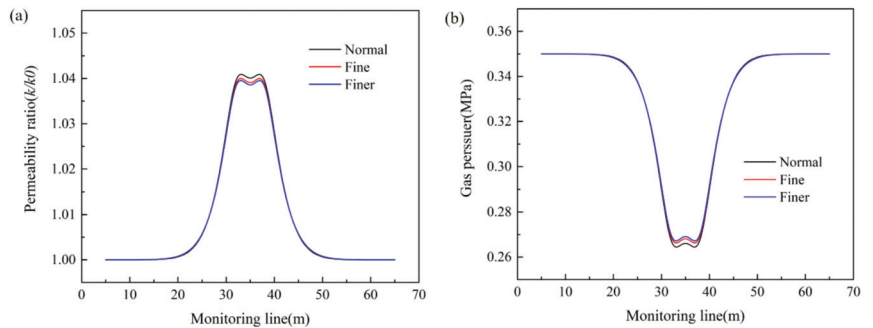 (a)
1.05
1.04
1.03
1.02
1.01
1.00
Permeability ratio(k/k0)
Normal
Fine
Finer
0 10 20 30 40 50 60 70
Monitoring line(m)
(b)
0.36
0.34
0.32
0.30
0.28
0.26
Gas perssuer(MPa)
Normal
Fine
Finer
0 10 20 30 40 50 60 70
Monitoring line(m)